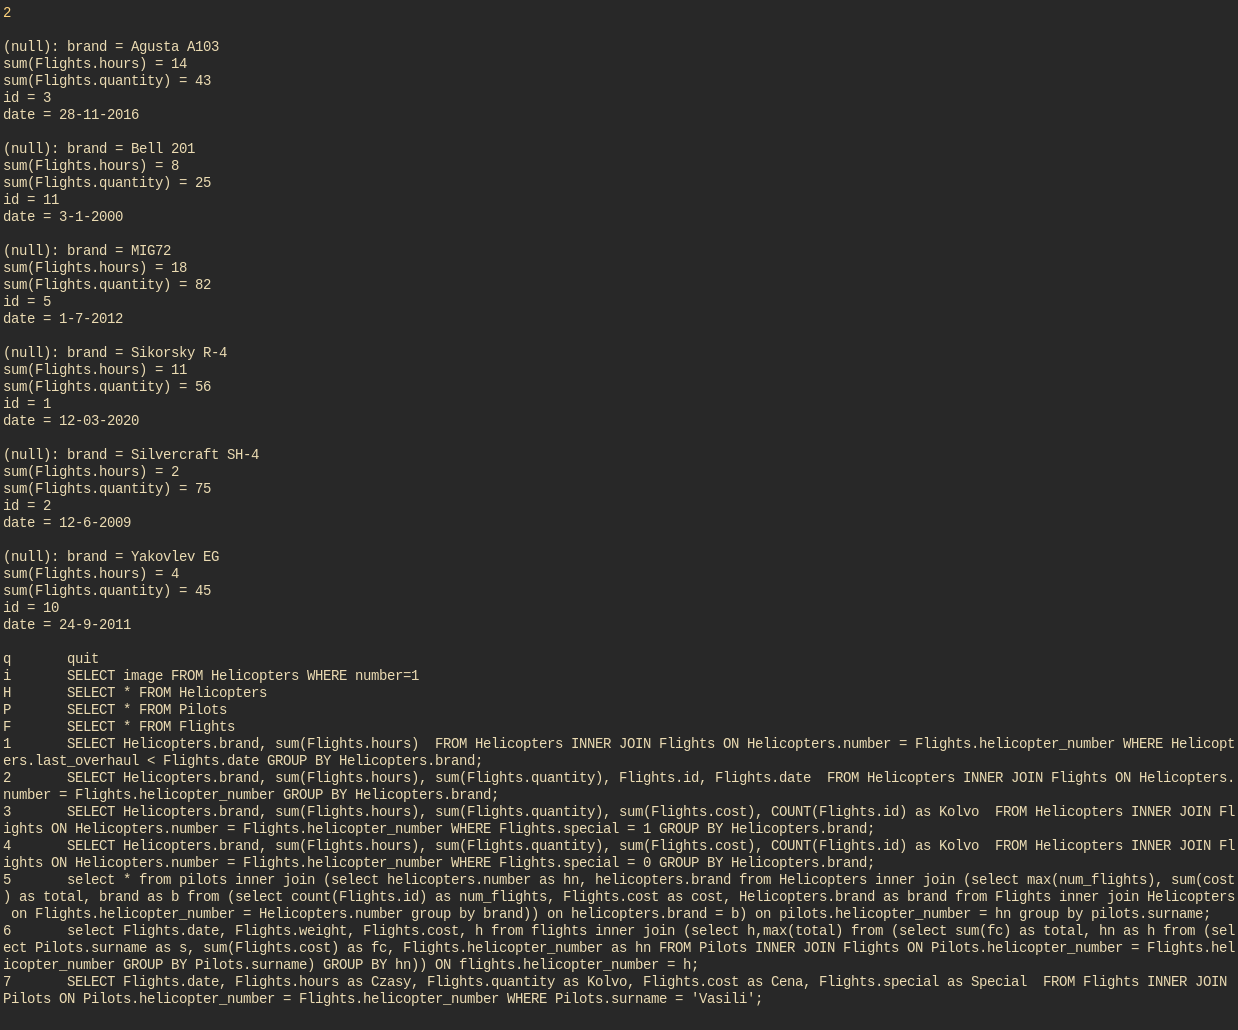 2
(null): brand = Agusta A103
sum(Flights.hours) = 14
sum(Flights.quantity) = 43
id = 3
date = 28-11-2016
(null): brand = Bell 201
sum(Flights.hours) = 8
sum(Flights.quantity) = 25
id = 11
date = 3-1-2000
(null): brand = MIG72
sum(Flights.hours) = 18
sum(Flights.quantity) = 82
id = 5
date = 1-7-2012
(null): brand = Sikorsky R-4
sum(Flights.hours) = 11
sum(Flights.quantity) = 56
id = 1
date = 12-03-2020
(null): brand = Silvercraft SH-4
sum(Flights.hours) = 2
sum(Flights.quantity) = 75
id = 2
date = 12-6-2009
(null): brand = Yakovlev EG
sum(Flights.hours) = 4
sum(Flights.quantity) = 45
id = 10
date = 24-9-2011
q       quit
i       SELECT image FROM Helicopters WHERE number=1
H       SELECT * FROM Helicopters
P       SELECT * FROM Pilots
F       SELECT * FROM Flights
1       SELECT Helicopters.brand, sum(Flights.hours)  FROM Helicopters INNER JOIN Flights ON Helicopters.number = Flights.helicopter_number WHERE Helicopt
ers.last_overhaul < Flights.date GROUP BY Helicopters.brand;
2       SELECT Helicopters.brand, sum(Flights.hours), sum(Flights.quantity), Flights.id, Flights.date  FROM Helicopters INNER JOIN Flights ON Helicopters.
number = Flights.helicopter_number GROUP BY Helicopters.brand;
3       SELECT Helicopters.brand, sum(Flights.hours), sum(Flights.quantity), sum(Flights.cost), COUNT(Flights.id) as Kolvo  FROM Helicopters INNER JOIN Fl
ights ON Helicopters.number = Flights.helicopter_number WHERE Flights.special = 1 GROUP BY Helicopters.brand;
4       SELECT Helicopters.brand, sum(Flights.hours), sum(Flights.quantity), sum(Flights.cost), COUNT(Flights.id) as Kolvo  FROM Helicopters INNER JOIN Fl
ights ON Helicopters.number = Flights.helicopter_number WHERE Flights.special = 0 GROUP BY Helicopters.brand;
5       select * from pilots inner join (select helicopters.number as hn, helicopters.brand from Helicopters inner join (select max(num_flights), sum(cost
) as total, brand as b from (select count(Flights.id) as num_flights, Flights.cost as cost, Helicopters.brand as brand from Flights inner join Helicopters
 on Flights.helicopter_number = Helicopters.number group by brand)) on helicopters.brand = b) on pilots.helicopter_number = hn group by pilots.surname;
6       select Flights.date, Flights.weight, Flights.cost, h from flights inner join (select h,max(total) from (select sum(fc) as total, hn as h from (sel
ect Pilots.surname as s, sum(Flights.cost) as fc, Flights.helicopter_number as hn FROM Pilots INNER JOIN Flights ON Pilots.helicopter_number = Flights.hel
icopter_number GROUP BY Pilots.surname) GROUP BY hn)) ON flights.helicopter_number = h;
7       SELECT Flights.date, Flights.hours as Czasy, Flights.quantity as Kolvo, Flights.cost as Cena, Flights.special as Special  FROM Flights INNER JOIN
Pilots ON Pilots.helicopter_number = Flights.helicopter_number WHERE Pilots.surname = 'Vasili';